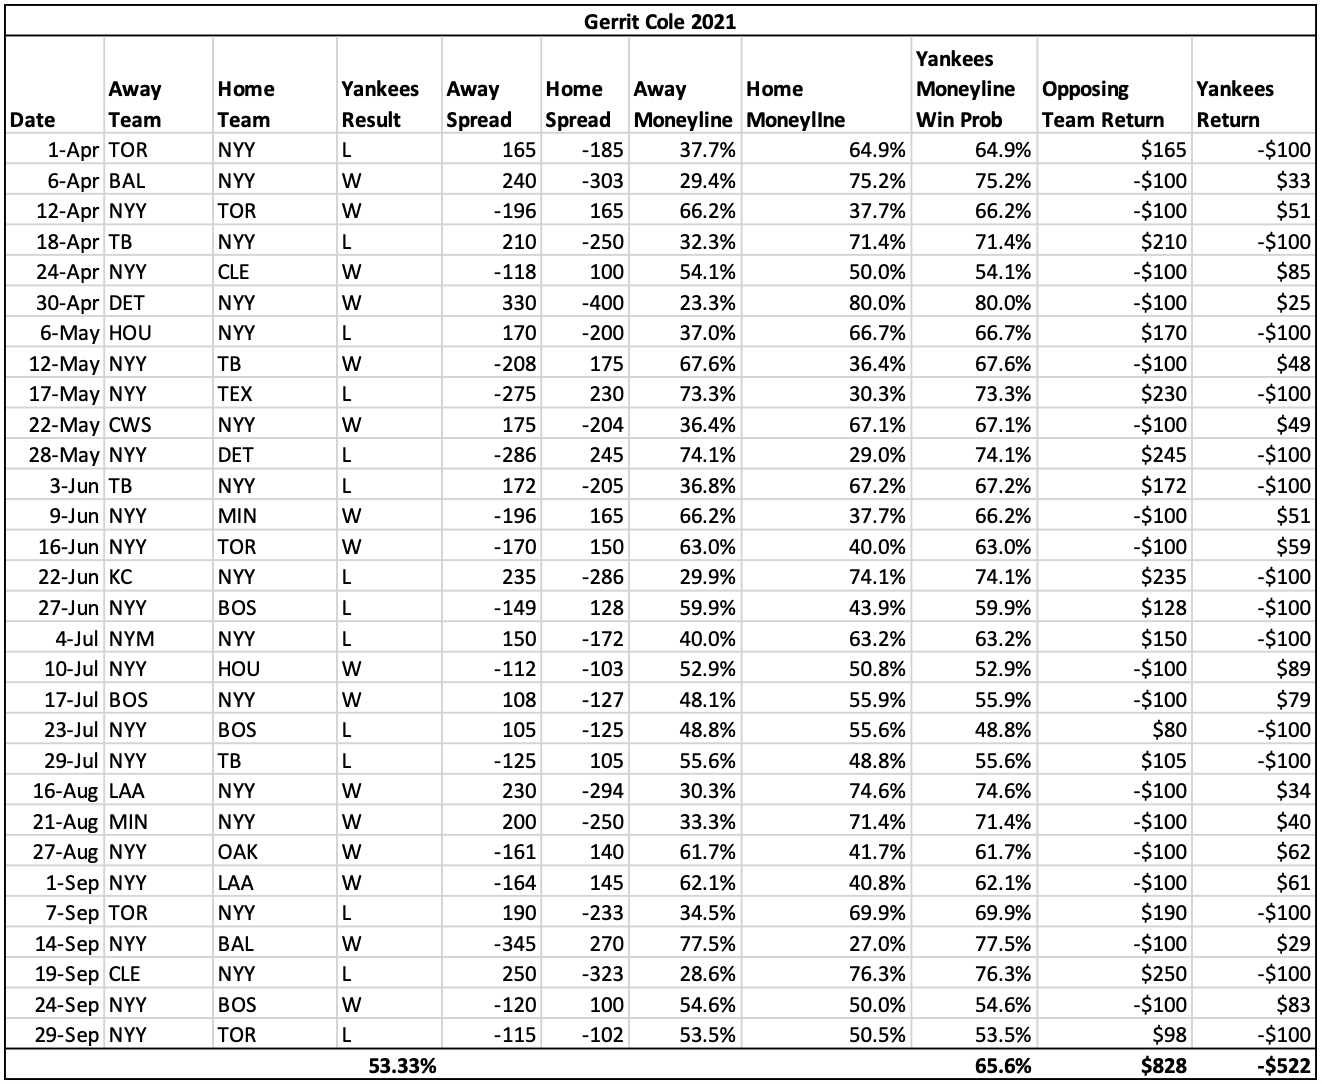 Gerrit Cole 2021
Yankees
Away Home Yankees Away Home Away Home Moneyline Opposing Yankees
Date Team Team Result Spread Spread Moneyline MoneylIne Win Prob Team Return Return
1-Apr TOR NYY L 165 -185 37.7% 64.9% 64.9% $165 -$100
6-Apr BAL NYY W 240 -303 29.4% 75.2% 75.2% -$100 $33
12-Apr NYY TOR W -196 165 66.2% 37.7% 66.2% -$100 $51
18-Apr TB NYY L 210 -250 32.3% 71.4% 71.4% $210 -$100
24-Apr NYY CLE W -118 100 54.1% 50.0% 54.1% -$100 $85
30-Apr DET NYY W 330 -400 23.3% 80.0% 80.0% -$100 $25
6-May HOU NYY L 170 -200 37.0% 66.7% 66.7% $170 -$100
12-May NYY TB W -208 175 67.6% 36.4% 67.6% -$100 $48
17-May NYY TEX L -275 230 73.3% 30.3% 73.3% $230 -$100
22-May CWS NYY W 175 -204 36.4% 67.1% 67.1% -$100 $49
28-May NYY DET L -286 245 74.1% 29.0% 74.1% $245 -$100
3-Jun TB NYY L 172 -205 36.8% 67.2% 67.2% $172 -$100
9-Jun NYY MIN W -196 165 66.2% 37.7% 66.2% -$100 $51
16-Jun NYY TOR W -170 150 63.0% 40.0% 63.0% -$100 $59
22-Jun KC NYY L 235 -286 29.9% 74.1% 74.1% $235 -$100
27-Jun NYY BOS L -149 128 59.9% 43.9% 59.9% $128 -$100
4-Jul NYM NYY L 150 -172 40.0% 63.2% 63.2% $150 -$100
10-Jul NYY HOU W -112 -103 52.9% 50.8% 52.9% -$100 $89
17-Jul BOS NYY W 108 -127 48.1% 55.9% 55.9% -$100 $79
23-Jul NYY BOS L 105 -125 48.8% 55.6% 48.8% $80 -$100
29-Jul NYY TB L -125 105 55.6% 48.8% 55.6% $105 -$100
16-Aug LAA NYY W 230 -294 30.3% 74.6% 74.6% -$100 $34
21-Aug MIN NYY W 200 -250 33.3% 71.4% 71.4% -$100 $40
27-Aug NYY OAK W -161 140 61.7% 41.7% 61.7% -$100 $62
1-Sep NYY LAA W -164 145 62.1% 40.8% 62.1% -$100 $61
7-Sep TOR NYY L 190 -233 34.5% 69.9% 69.9% $190 -$100
14-Sep NYY BAL W -345 270 77.5% 27.0% 77.5% -$100 $29
19-Sep CLE NYY L 250 -323 28.6% 76.3% 76.3% $250 -$100
24-Sep NYY BOS W -120 100 54.6% 50.0% 54.6% -$100 $83
29-Sep NYY TOR L -115 -102 53.5% 50.5% 53.5% $98 -$100
53.33% 65.6% $828 -$522